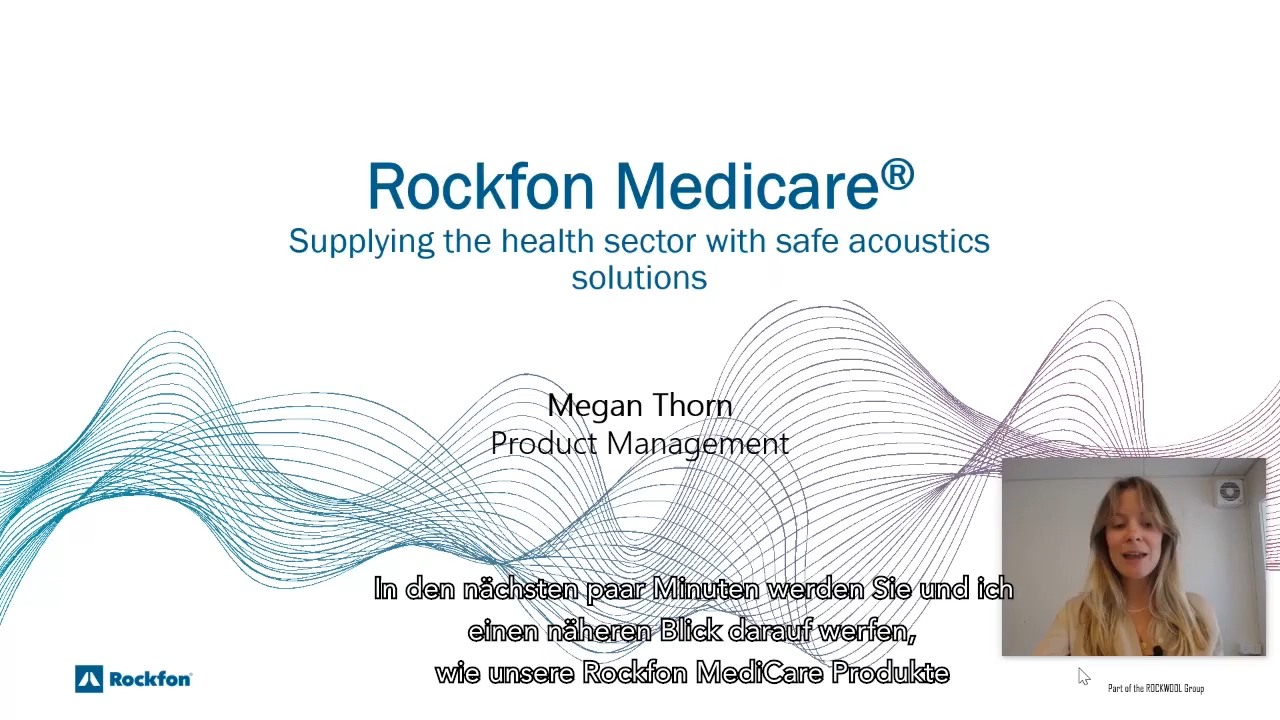 Rockfon Medicare®
Supplying the health sector with safe acoustics
solutions
Megan Thorn
Product Management
In den nächsten paar Minuten werden Sie und ich
einen näheren Blick darauf werfen,
wie unsere Rockfon MediCare Produkte
Rockfon®
Part of the ROCKWOOL Group